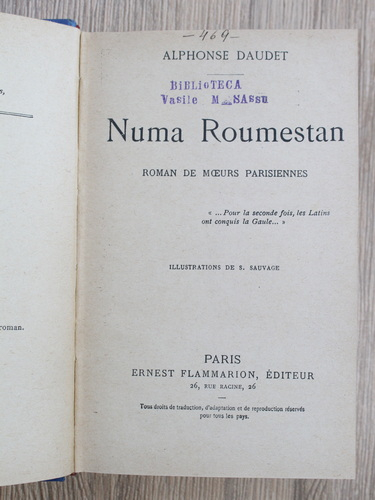 -469-
ALPHONSE DAUDET
BIBLIOTECA
Vasile
Numa Roumestan
ROMAN DE MŒURS PARISIENNES
« ...Pour la seconde fois, les Latins
ont conquis la Gaule... »
ILLUSTRATIONS DE S. SAUVAGE
PARIS
ERNEST FLAMMARION, ÉDITEUR
26, RUE RACINE, 26
Tous droits de traduction, d'adaptation et de reproduction réservés
pour tous les pays.
roman.